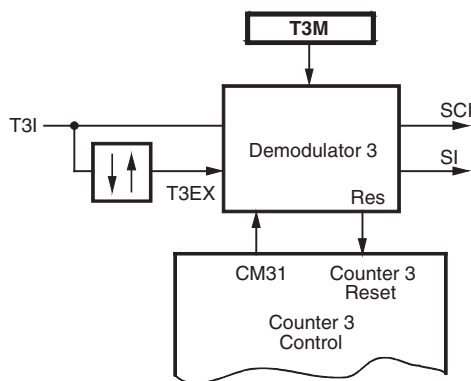 T3M
T3I
SCI
Demodulator 3
SI
T3EX
Res
CM31
Counter 3
Reset
Counter 3
Control